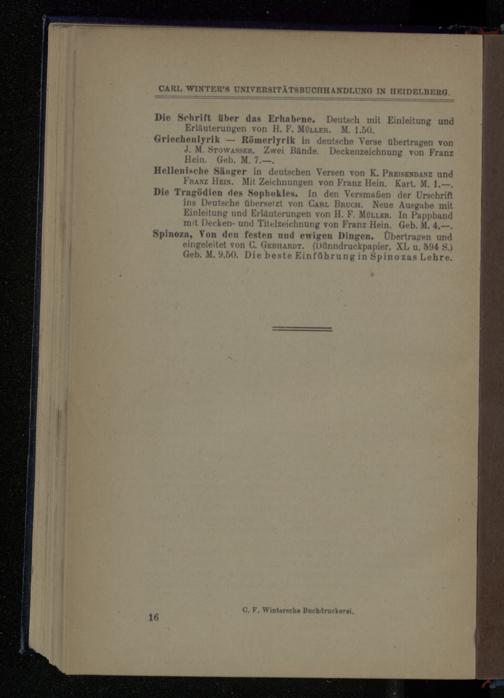 CARL WINTER'S UNIVERSITÄTSBUCHHANDLUNG IN HEIDELBERG.
Die Schrift über das Erhabene. Deutsch mit Einleitung und
Erläuterungen von H. F. MÜLLER. M. 1.50.
Griechenlyrik — Römerlyrik in deutsche Verse übertragen von
J. M. STOWASSER. Zwei Bände. Deckenzeichnung von Franz
Hein. Geb. M. 7.—.
Hellenische Sänger in deutschen Versen von K. PREISENDANZ und
FRANZ HEIN. Mit Zeichnungen von Franz Hein. Kart. M. 1.—.
Die Tragödien des Sophokles. In den Versmaßen der Urschrift
ins Deutsche übersetzt von CARL BRUCH. Neue Ausgabe mit
Einleitung und Erläuterungen von H. F. MÜLLER. In Pappband
mit Decken- und Titelzeichnung von Franz Hein. Geb. M. 4.—.
Spinoza, Von den festen und ewigen Dingen. Übertragen und
eingeleitet von C. GEBHARDT. (Dünndruckpapier, XL u. 594 S.)
Geb. M. 9.50. Die beste Einführung in Spinozas Lehre.
C. F. Wintersche Buchdruckerei.
16